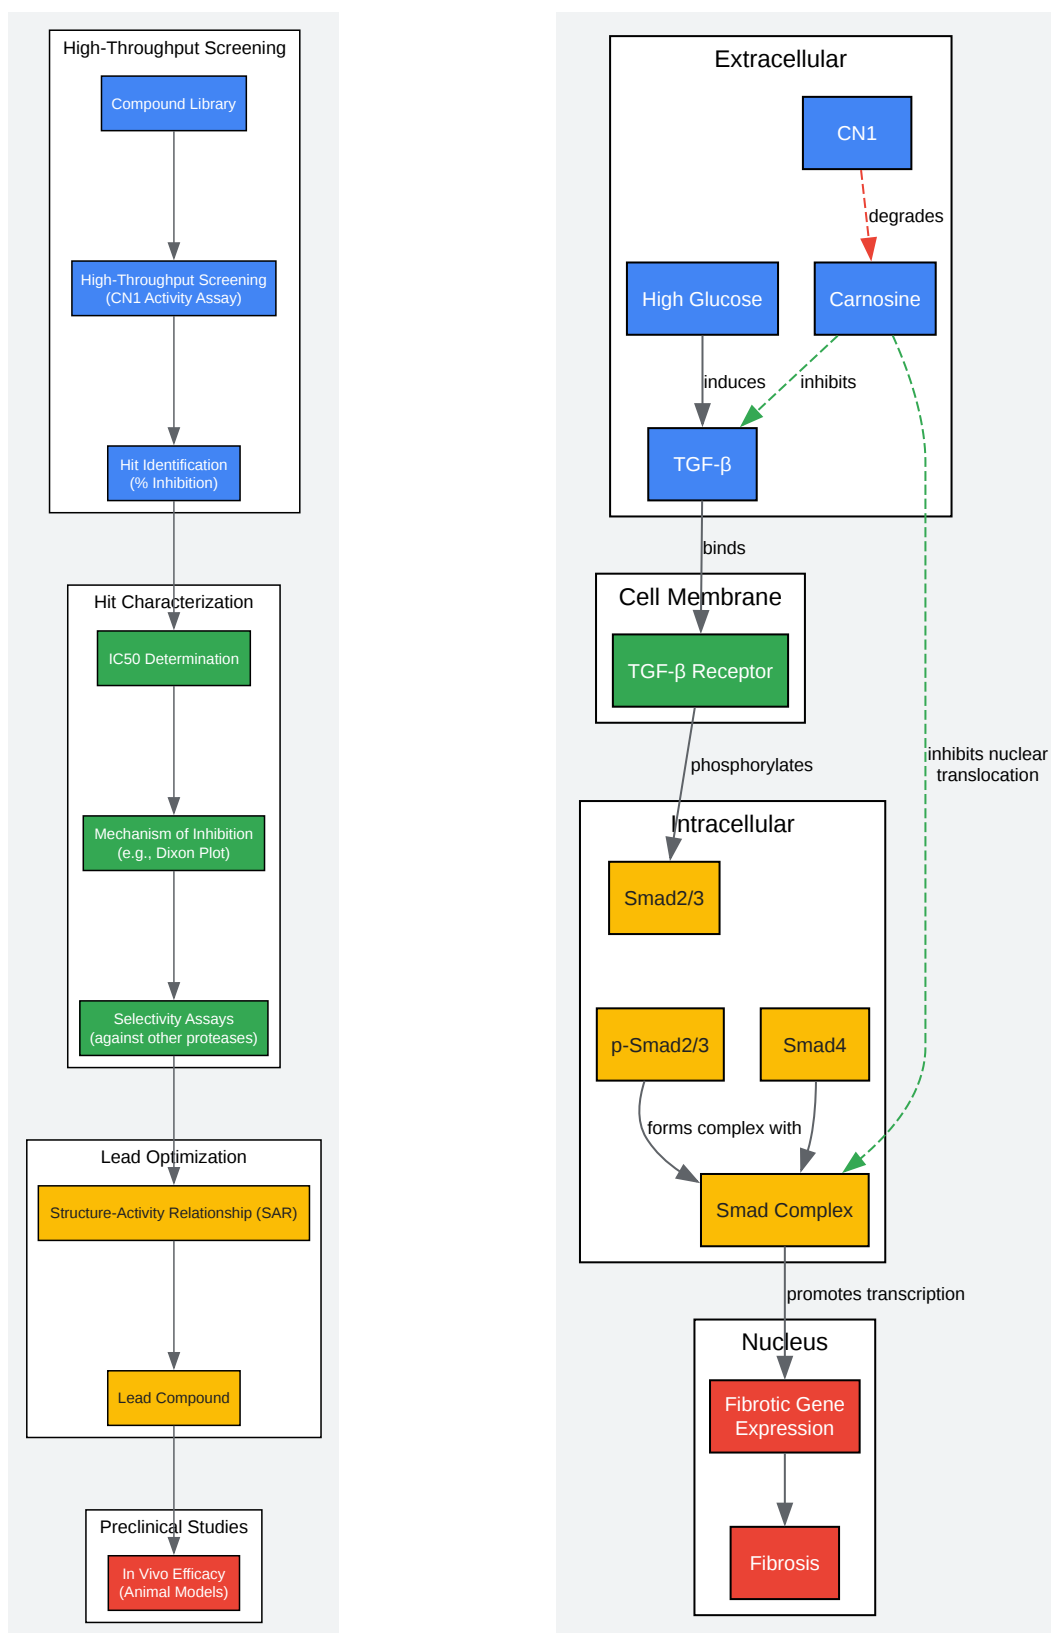 High-Throughput Screening
Compound Library
High-Throughput Screening
(CN1 Activity Assay)
Hit Identification
(% Inhibition)
Hit Characterization
IC50 Determination
Mechanism of Inhibition
(e.g., Dixon Plot)
Selectivity Assays
(against other proteases)
Lead Optimization
Structure-Activity Relationship (SAR)
Lead Compound
Preclinical Studies
In Vivo Efficacy
(Animal Models)
Extracellular
CN1
degrades
High Glucose
Carnosine
induces
inhibits
TGF-β
binds
Cell Membrane
TGF-β Receptor
phosphorylates
inhibits nuclear
translocation
Intracellular
Smad2/3
p-Smad2/3
Smad4
forms complex with
Smad Complex
promotes transcription
Nucleus
Fibrotic Gene
Expression
Fibrosis